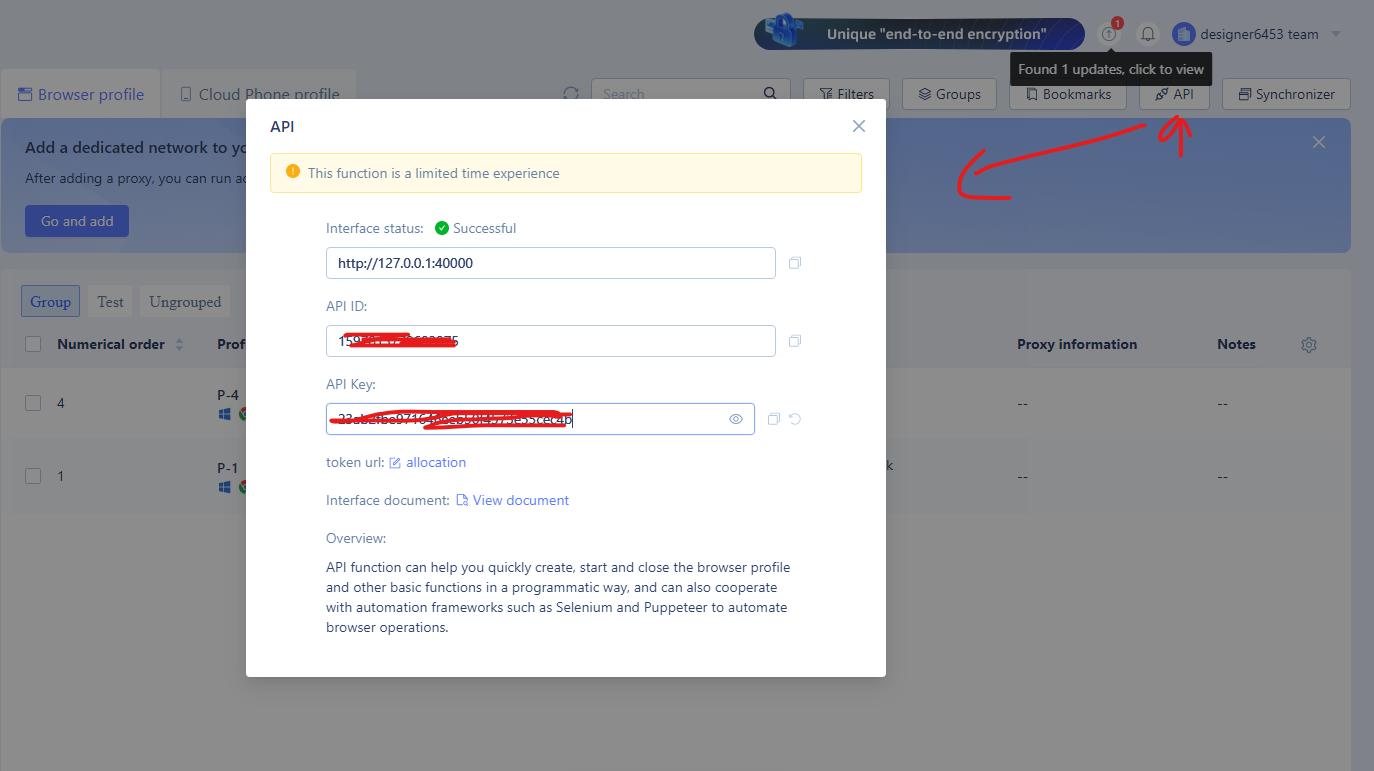 Unique "end-to-end encryption"
1
designer6453 team
Found 1 updates, click to view
Browser profile
Cloud Phone profile
Search
Filters
Groups
Bookmarks
API
Synchronizer
Add a dedicated network to yo
After adding a proxy, you can run ac
Go and add
API
This function is a limited time experience
Interface status: Successful
http://127.0.0.1:40000
API ID:
API Key:
token url: allocation
Interface document: View document
Overview:
API function can help you quickly create, start and close the browser profile
and other basic functions in a programmatic way, and can also cooperate
with automation frameworks such as Selenium and Puppeteer to automate
browser operations.
Group
Test
Ungrouped
Numerical order
Prof
Proxy information
Notes
4
P-4
--
--
1
P-1
k
--
--